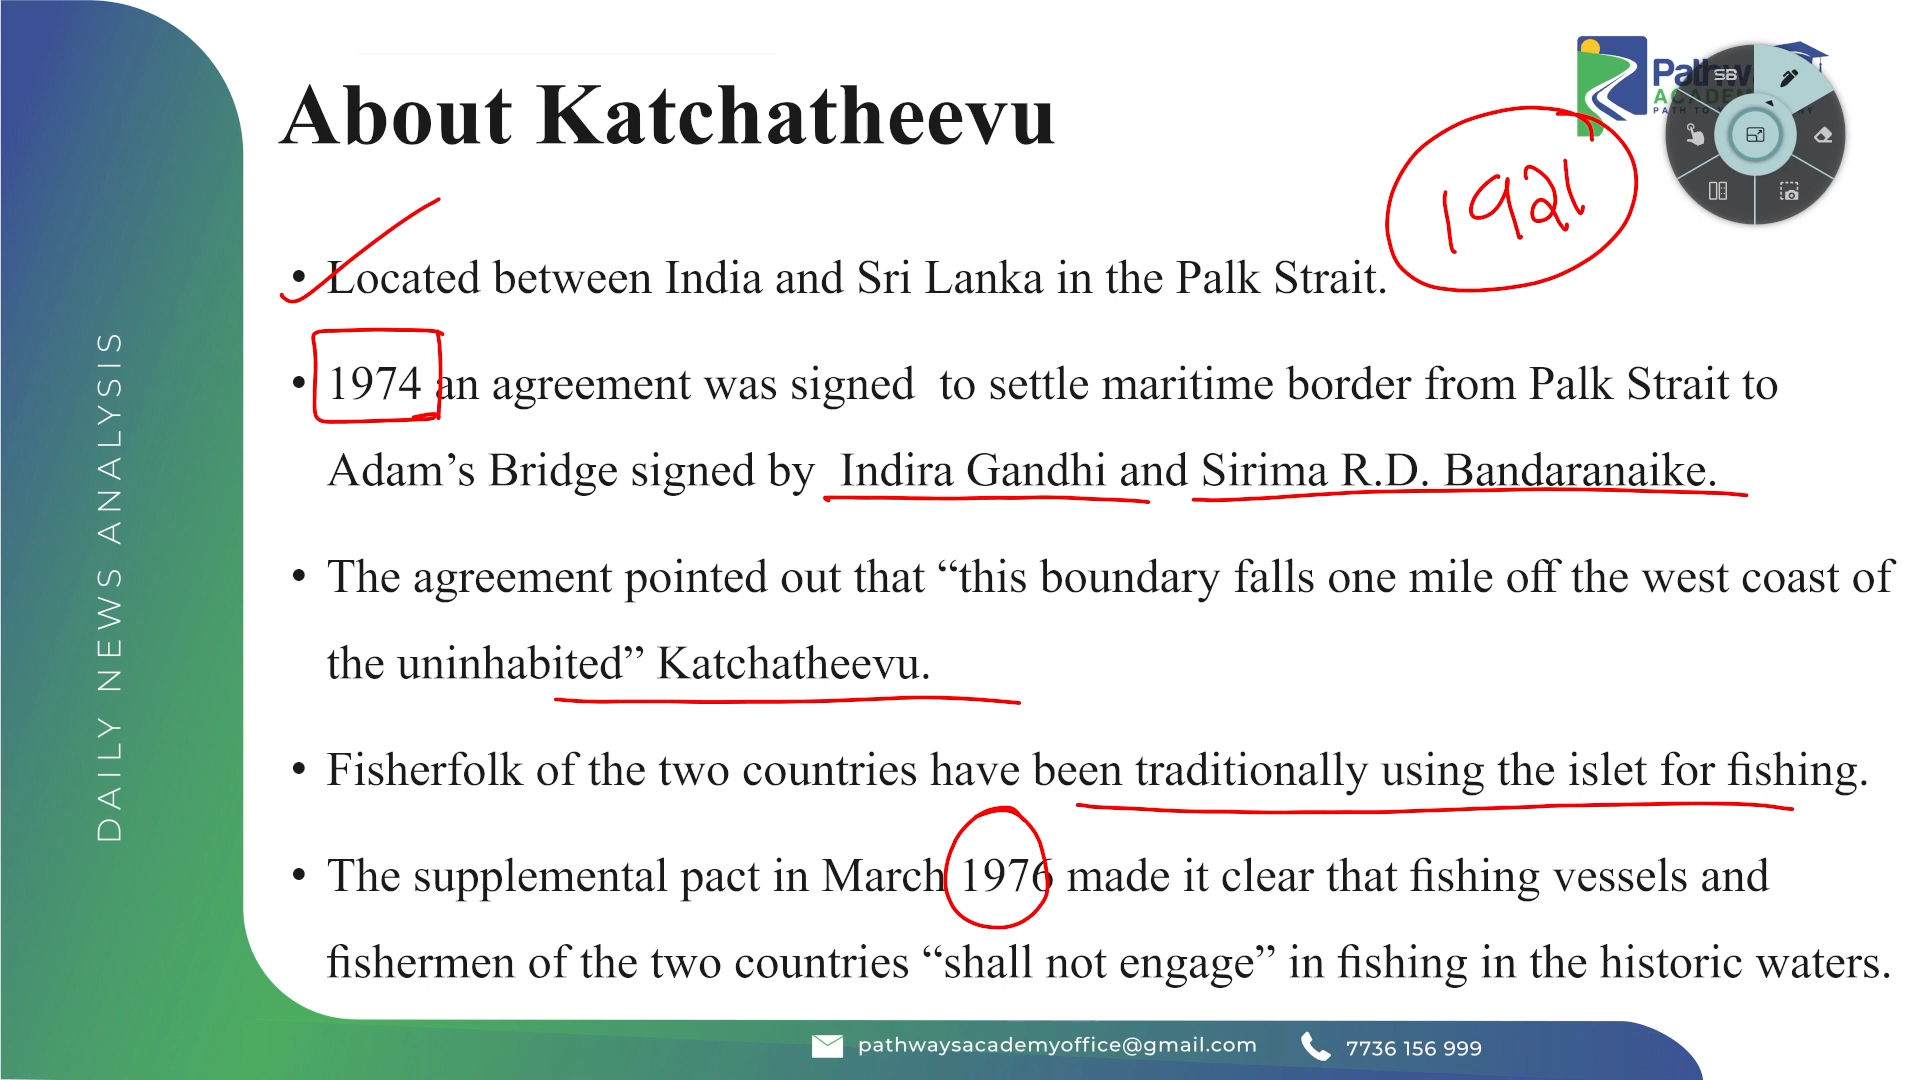 About Katchatheevu
1921
• Located between India and Sri Lanka in the Palk Strait.
• 1974 an agreement was signed to settle maritime border from Palk Strait to
Adam’s Bridge signed by Indira Gandhi and Sirima R.D. Bandaranaike.
• The agreement pointed out that “this boundary falls one mile off the west coast of
the uninhabited” Katchatheevu.
• Fisherfolk of the two countries have been traditionally using the islet for fishing.
• The supplemental pact in March 1976 made it clear that fishing vessels and
fishermen of the two countries “shall not engage” in fishing in the historic waters.
DAILY NEWS ANALYSIS
SB
pathwaysacademyoffice@gmail.com
7736 156 999